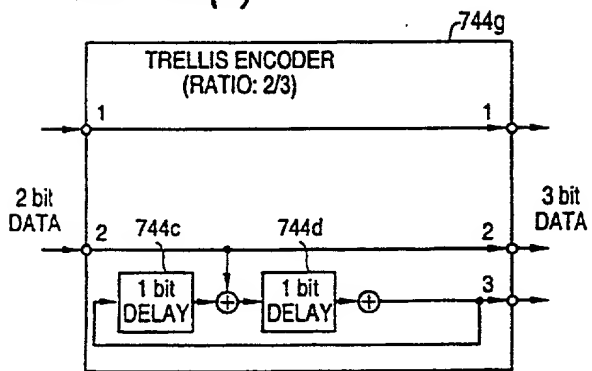 744g
TRELLIS ENCODER
(RATIO: 2/3)
1
1
2 bit
DATA
3 bit
DATA
2
744c
744d
2
1 bit
DELAY
1 bit
DELAY
3